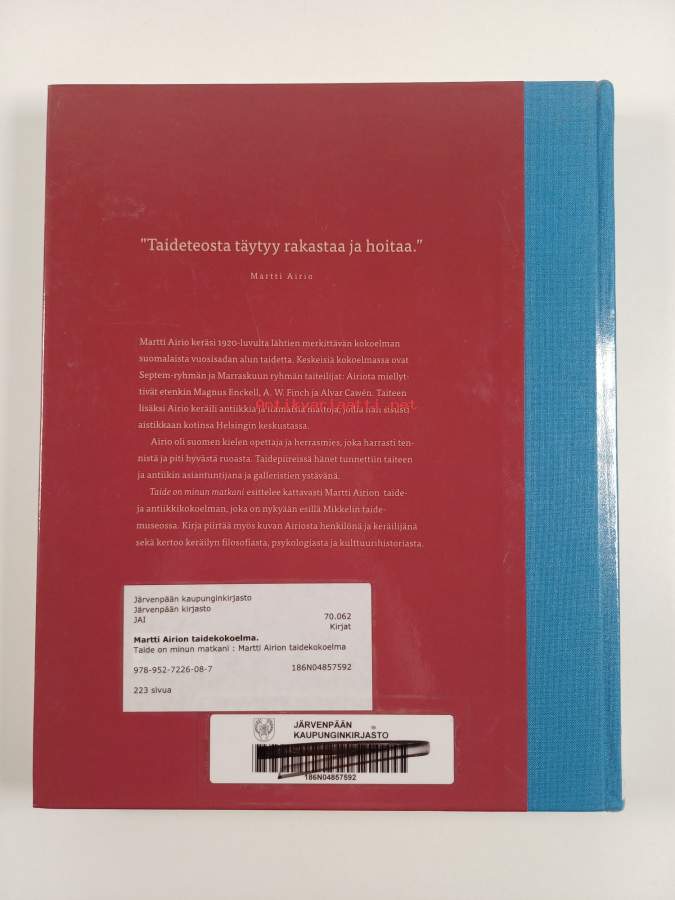 "Taideteosta täytyy rakastaa ja hoitaa."
Martti Airio
Martti Airio keräsi 1920-luvulta lähtien merkittävän kokoelman
suomalaista vuosisadan alun taidetta. Keskeisiä kokoelmassa ovat
Septem-ryhmän ja Marraskuun ryhmän taiteilijat: Airiota miellyt-
tivät etenkin Magnus Enckell, A. W. Finch ja Alvar Cawén. Taiteen
lisäksi Airio keräili antiikkia ja itämaisia mattoja, joilla hän sisusti
Antikvariaatti.net
aistikkaan kotinsa Helsingin keskustassa.
Airio oli suomen kielen opettaja ja herrasmies, joka harrasti ten-
nistä ja piti hyvästä ruoasta. Taidepiireissä hänet tunnettiin taiteen
ja antiikin asiantuntijana ja galleristien ystävänä.
Taide on minun matkani esittelee kattavasti Martti Airion taide-
ja antiikkikokoelman, joka on nykyään esillä Mikkelin taide-
museossa. Kirja piirtää myös kuvan Airiosta henkilönä ja keräilijänä
sekä kertoo keräilyn filosofiasta, psykologiasta ja kulttuurihistoriasta.
Järvenpään kaupunginkirjasto
Järvenpään kirjasto
JAI 70.062
Kirjat
Martti Airion taidekokoelma.
Taide on minun matkani : Martti Airion taidekokoelma
978-952-7226-08-7 186N04857592
223 sivua
JÄRVENPÄÄN
KAUPUNGINKIRJASTO
186N04857592